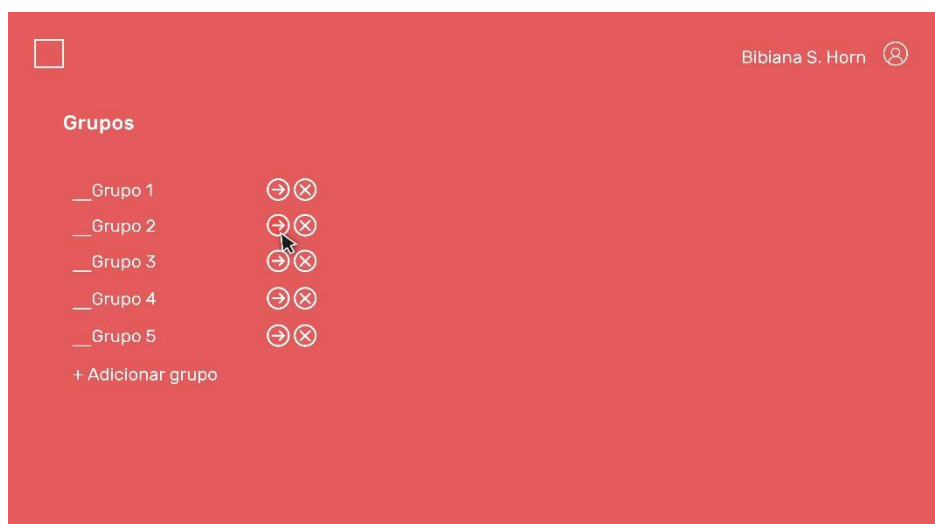 Bibiana S. Horn
Grupos
__Grupo 1
__Grupo 2
__Grupo 3
__Grupo 4
__Grupo 5
+ Adicionar grupo